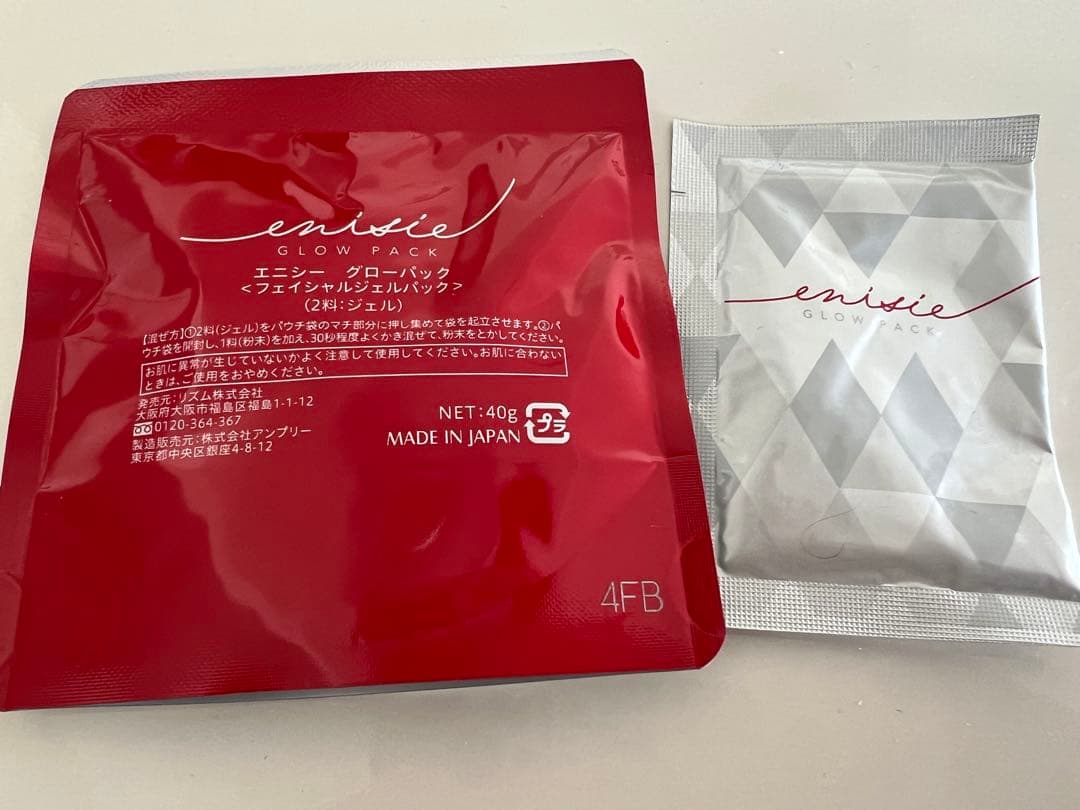 enisie
GLOW PACK
エニシー グローパック
<フェイシャルジェルパック>
(2料:ジェル)
【混ぜ方】①2料(ジェル)をパウチ袋のマチ部分に押し集めて袋を起立させます。②パ
ウチ袋を開封し、1料(粉末)を加え、30秒程度よくかき混ぜて、粉末をとかしてください。
お肌に異常が生じていないかよく注意して使用してください。お肌に合わない
ときは、ご使用をおやめください。
発売元:リズム株式会社
大阪府大阪市福島区福島1-1-12
0120-364-367
製造販売元:株式会社アンプリー
東京都中央区銀座4-8-12
NET:40g
MADE IN JAPAN
プラ
4FB
enisie
GLOW PACK